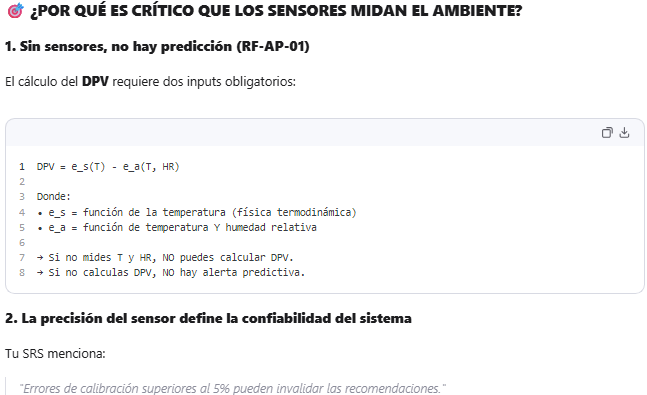 🎯 ¿POR QUÉ ES CRÍTICO QUE LOS SENSORES MIDAN EL AMBIENTE?
1. Sin sensores, no hay predicción (RF-AP-01)
El cálculo del DPV requiere dos inputs obligatorios:
1 DPV = e_s(T) - e_a(T, HR)
2
3 Donde:
4 • e_s = función de la temperatura (física termodinámica)
5 • e_a = función de temperatura Y humedad relativa
6
7 → Si no mides T y HR, NO puedes calcular DPV.
8 → Si no calculas DPV, NO hay alerta predictiva.
2. La precisión del sensor define la confiabilidad del sistema
Tu SRS menciona:
"Errores de calibración superiores al 5% pueden invalidar las recomendaciones."